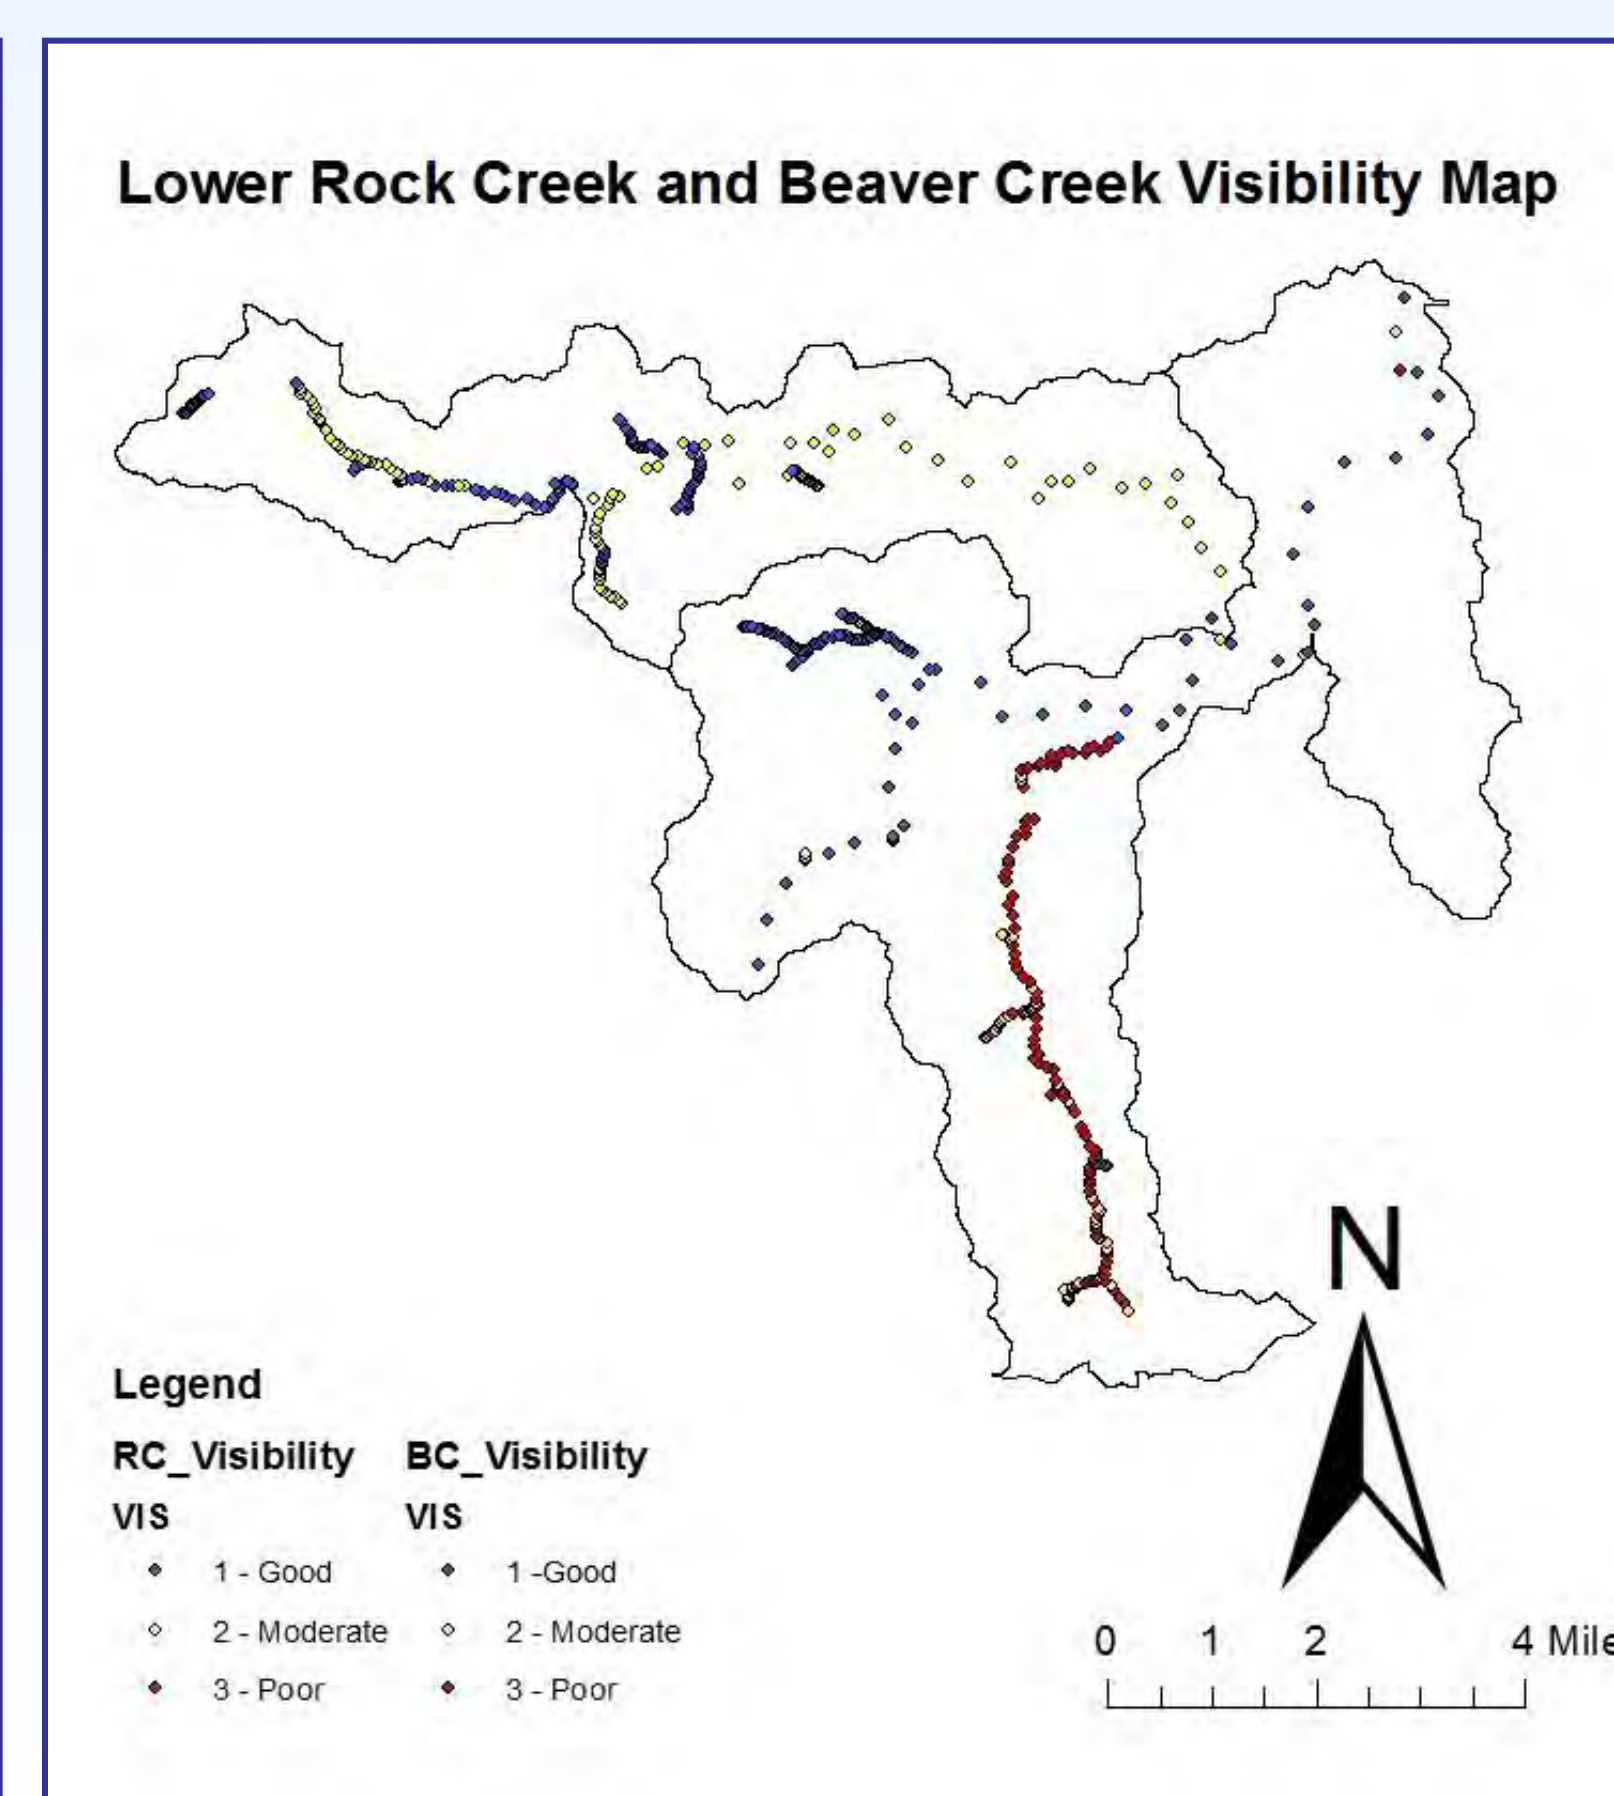 Lower Rock Creek and Beaver Creek Visibility Map
N
Legend
RC_Visibility BC_Visibility
VIS VIS
1 - Good 1 -Good
2 - Moderate 2 - Moderate
3 - Poor 3 - Poor
0 1 2 4 Mile